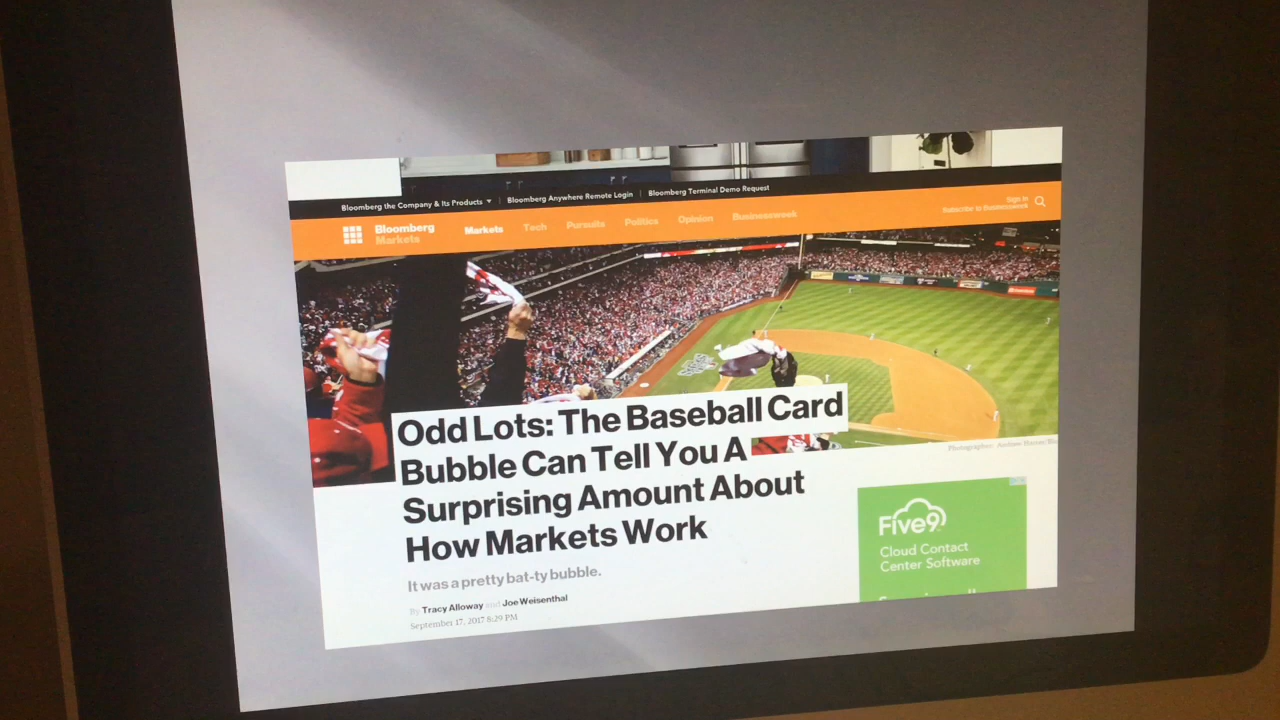 Bloomberg the Company & Its Products
Bloomberg Anywhere Remote Login
Bloomberg Terminal Demo Request
Bloomberg
Markets
Markets
Tech
Pursuits
Politics
Opinion
Businessweek
Sign In
Subscribe to Businessweek
Odd Lots: The Baseball Card
Bubble Can Tell You A
Surprising Amount About
How Markets Work
Photographer: Andrew
It was a pretty bat-ty bubble.
By Tracy Alloway and Joe Weisenthal
September 17, 2017 8:29 PM
Five9
Cloud Contact
Center Software